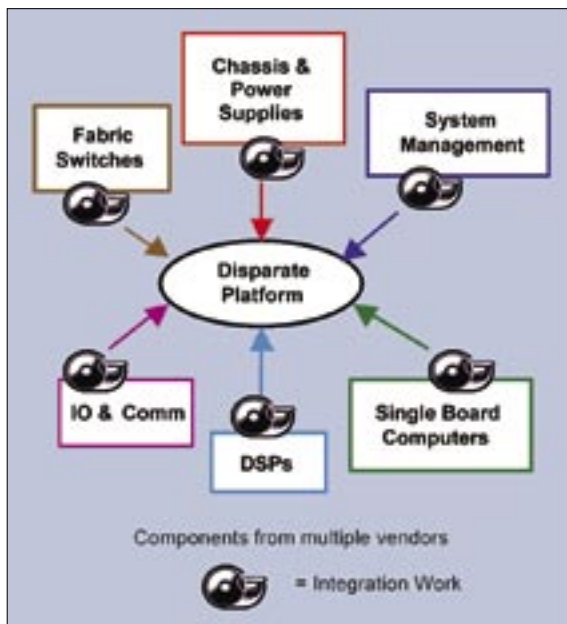 Chassis &
Power
Supplies
Fabric
Switches
System
Management
Disparate
Platform
IO & Comm
DSPs
Single Board
Computers
Components from multiple vendors
= Integration Work